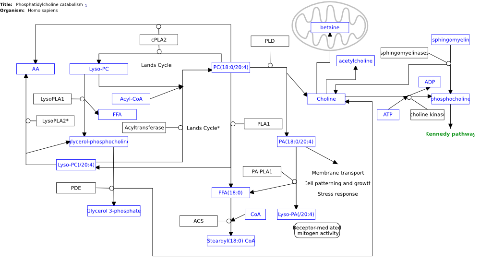 Title: Phosphatidylcholine catabolism
Organism: Homo sapiens
betaine
cPLA2
PLD
sphingomyelin
sphingomyelinase
acetylcholine
Lands Cycle
AA
Lyso-PC
PC(18:0/20:4)
ADP
LysoPLA1
Acyl-CoA
Choline
phosphocholine
FFA
ATP
choline kinase
LysoPLA2*
Acyltransferase
Lands Cycle*
PLA1
Kennedy pathway
glycerol-phosphocholine
PA(18:0/20:4)
Lyso-PC(/20:4)
PA PLA1
Membrane transport
Cell patterning and growth
Stress response
PDE
FFA(18:0)
Glycerol 3-phosphate
ACS
CoA
Lyso-PA(/20:4)
Receptor-mediated
mitogen activity
Stearoyl(18:0) CoA